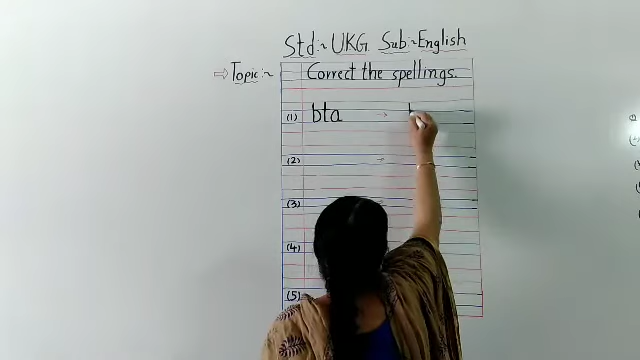 Std:- UKG Sub:- English
⇨ Topic:~ Correct the spellings.
(1) bta →
(2) →
(3) →
(4)
(5)